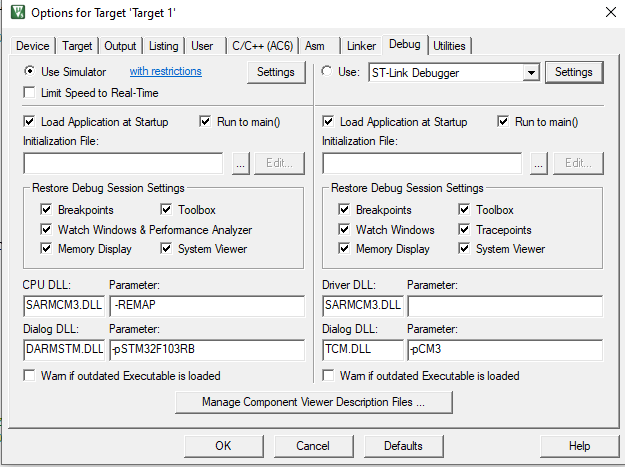 Options for Target 'Target 1'
Device Target Output Listing User C/C++ (AC6) Asm Linker Debug Utilities
Use Simulator with restrictions Settings Use: ST-Link Debugger Settings
Limit Speed to Real-Time
Load Application at Startup Run to main() Load Application at Startup Run to main()
Initialization File: Initialization File:
... Edit... ... Edit...
Restore Debug Session Settings Restore Debug Session Settings
Breakpoints Toolbox Breakpoints Toolbox
Watch Windows & Performance Analyzer Watch Windows Tracepoints
Memory Display System Viewer Memory Display System Viewer
CPU DLL: Parameter: Driver DLL: Parameter:
SARMCM3.DLL -REMAP SARMCM3.DLL
Dialog DLL: Parameter: Dialog DLL: Parameter:
DARMSTM.DLL -pSTM32F103RB TCM.DLL -pCM3
Warn if outdated Executable is loaded Warn if outdated Executable is loaded
Manage Component Viewer Description Files ...
OK Cancel Defaults Help